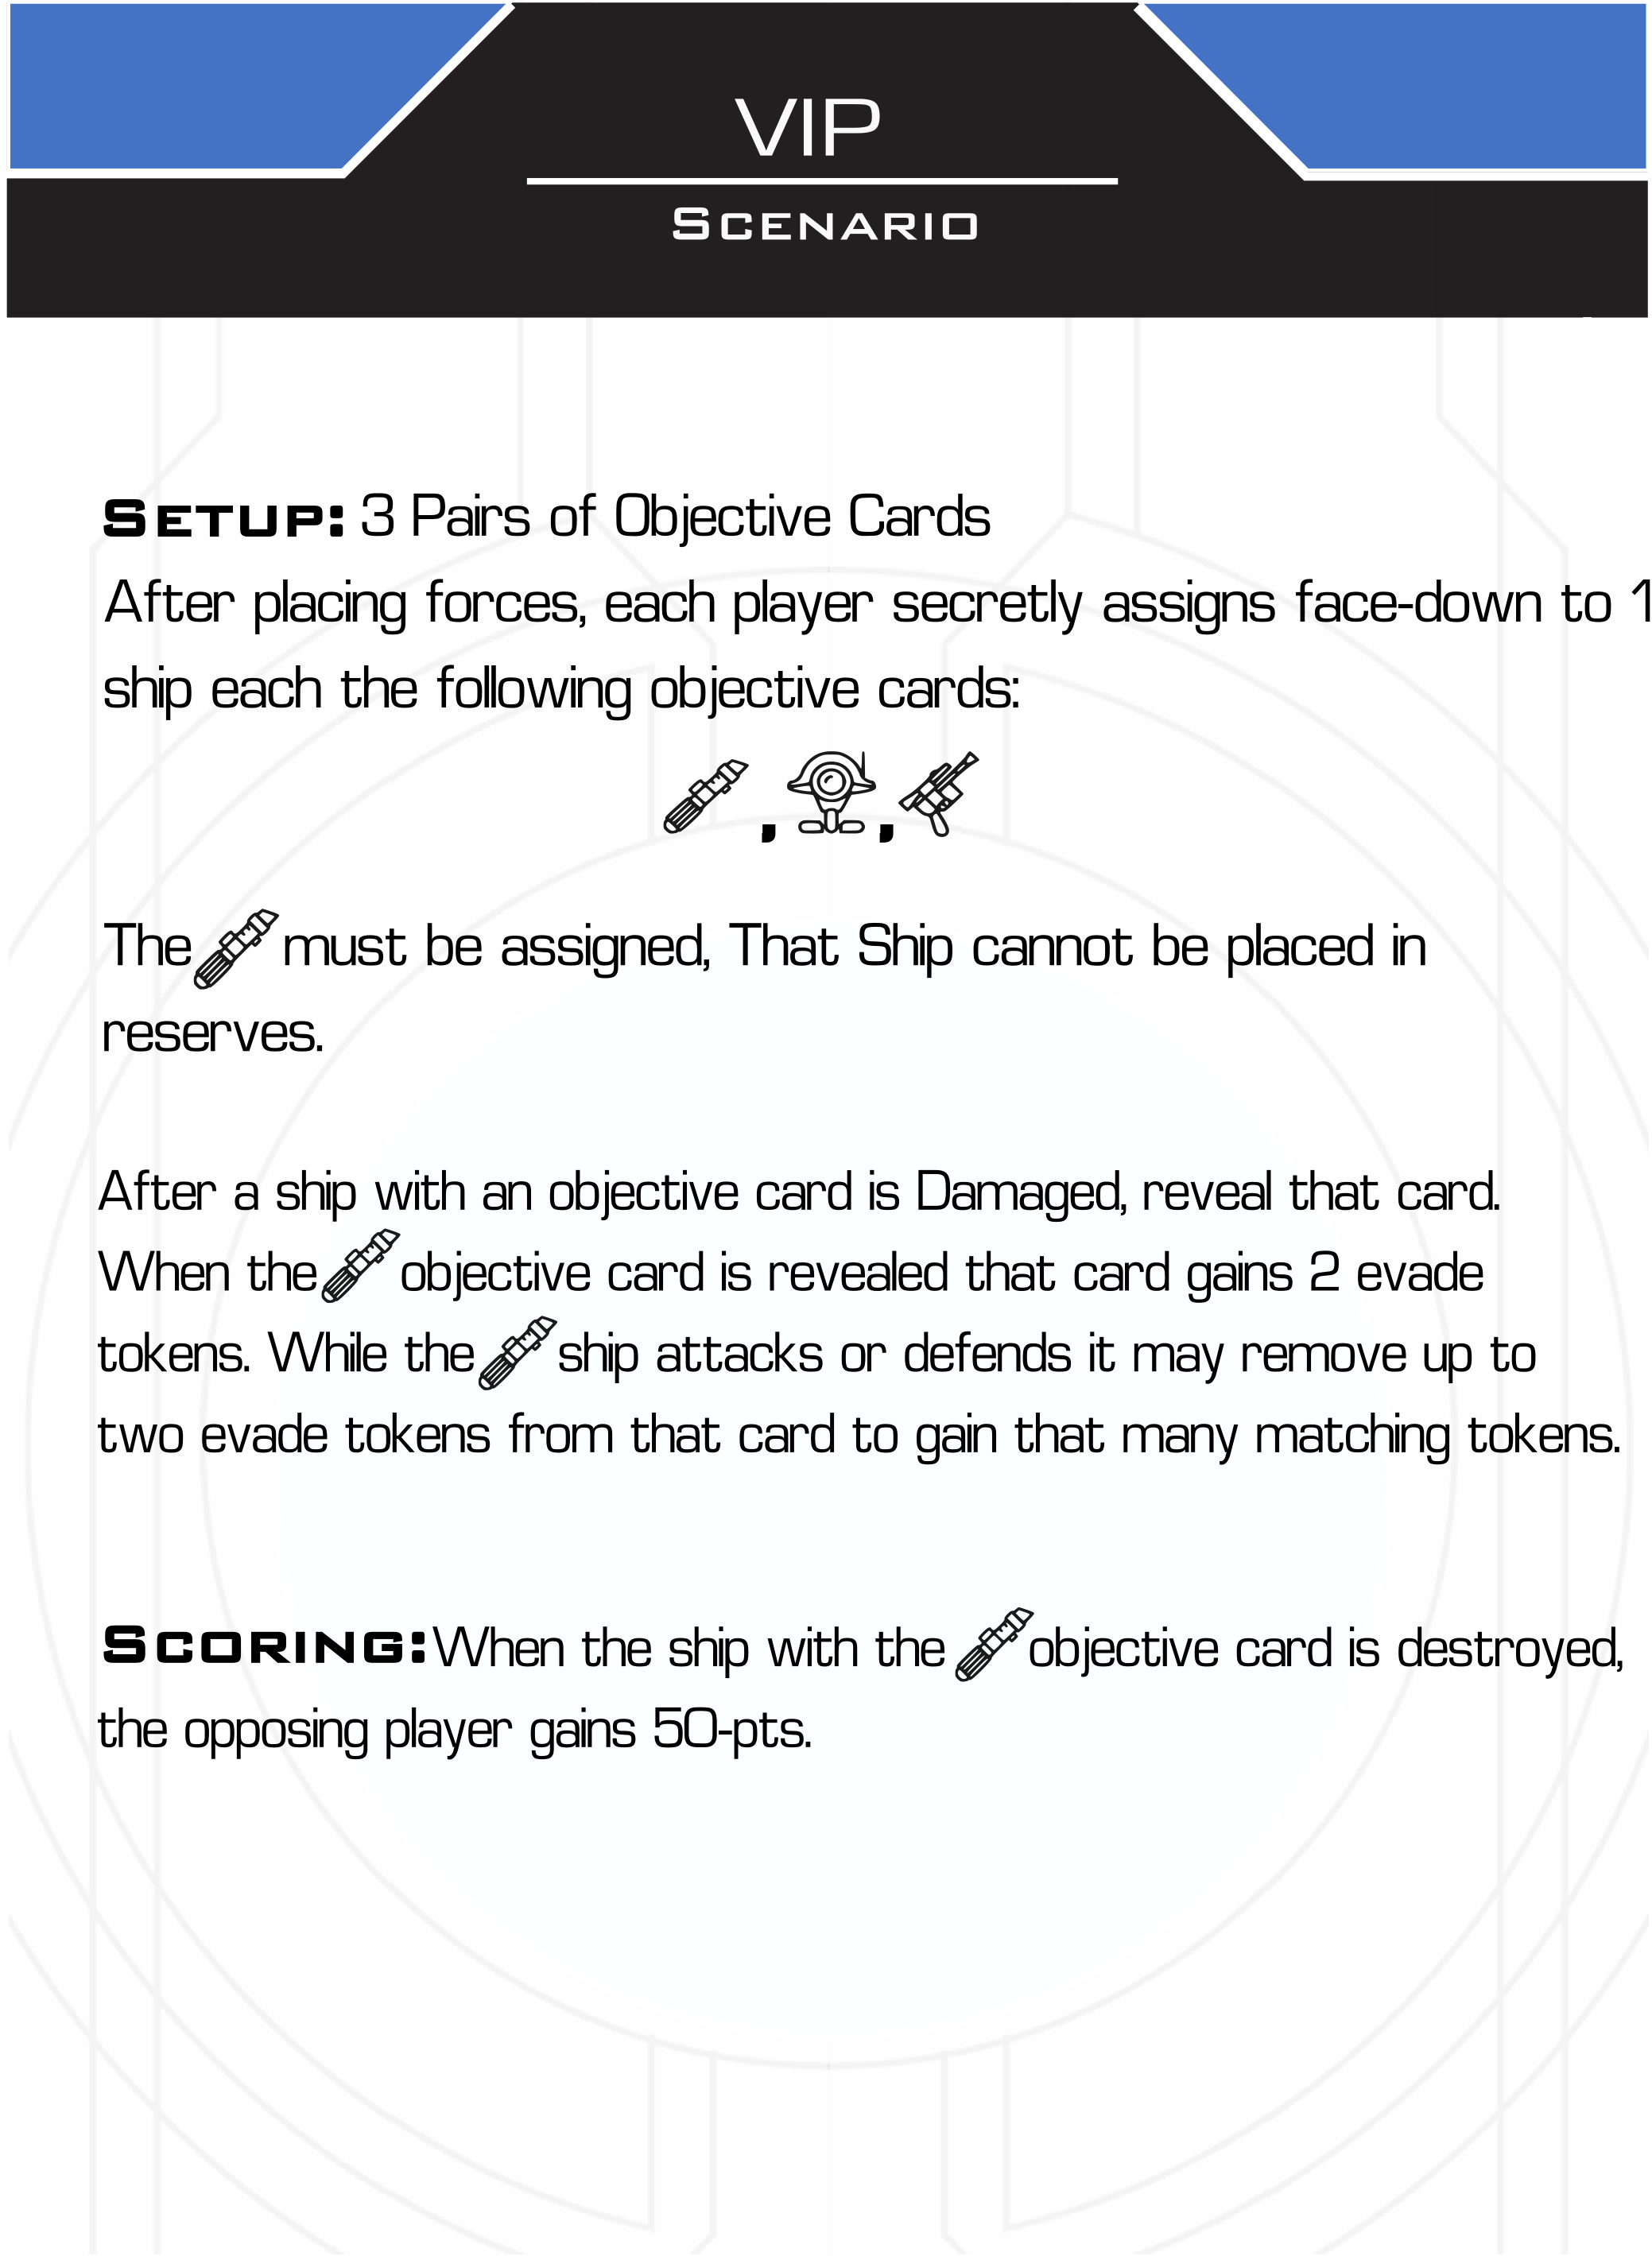 VIP
Scenario
Setup: 3 Pairs of Objective Cards
After placing forces, each player secretly assigns face-down to 1
ship each the following objective cards:
, ,
The must be assigned, That Ship cannot be placed in
reserves.
After a ship with an objective card is Damaged, reveal that card.
When the objective card is revealed that card gains 2 evade
tokens. While the ship attacks or defends it may remove up to
two evade tokens from that card to gain that many matching tokens.
Scoring: When the ship with the objective card is destroyed,
the opposing player gains 50-pts.